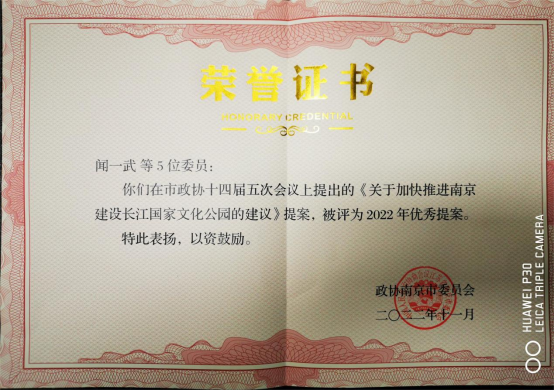 荣誉证书
HONORARY CREDENTIAL
闻一武 等 5 位委员：
你们在市政协十四届五次会议上提出的《关于加快推进南京
建设长江国家文化公园的建议》提案，被评为 2022 年优秀提案。
特此表扬，以资鼓励。
政协南京市委员会
二〇二二年十一月
HUAWEI P30
LEICA TRIPLE CAMERA